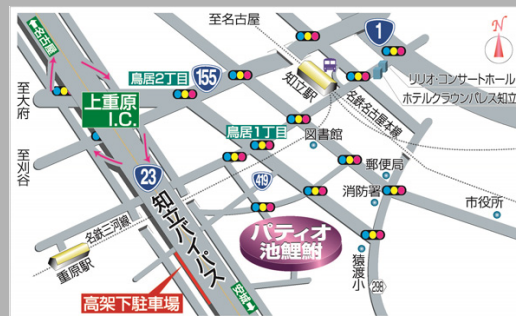 至名古屋
1
N
名古屋
鳥居2丁目
155
知立駅
リリオ・コンサートホール
ホテルクラウンパレス知立
至大府
上重原
I.C.
名鉄名古屋本線
鳥居1丁目
図書館
至刈谷
郵便局
23
419
消防署
市役所
知立バイパス
名鉄三河線
パティオ
池鯉鮒
重原駅
猿渡小
298
高架下駐車場
安城